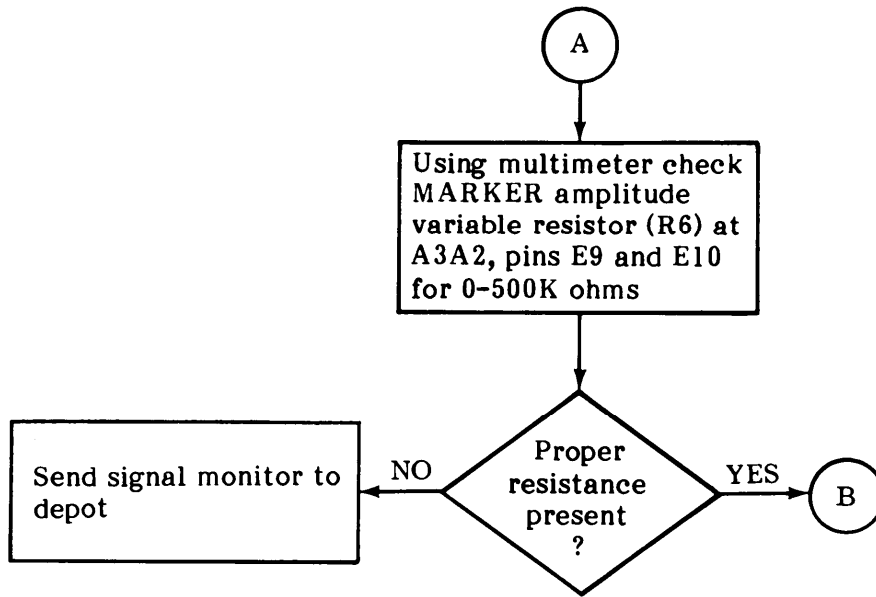 A
Using multimeter check
MARKER amplitude
variable resistor (R6) at
A3A2, pins E9 and E10
for 0-500K ohms
Proper
resistance
present
?
NO
YES
Send signal monitor to
depot
B